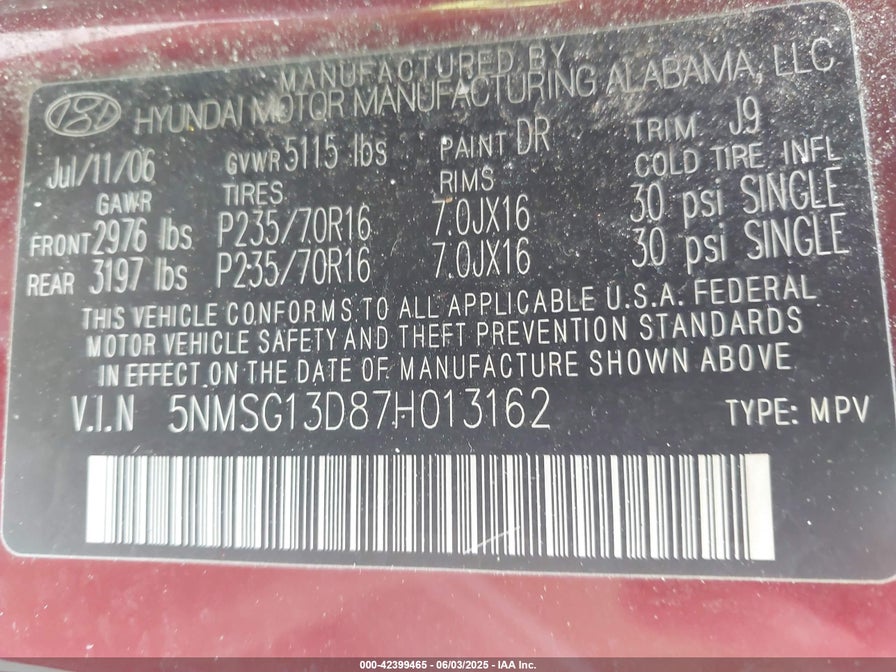 MANUFACTURED BY
HYUNDAI MOTOR MANUFACTURING ALABAMA, LLC
Jul/11/06 GVWR 5115 lbs PAINT DR TRIM J9
GAWR TIRES RIMS COLD TIRE INFL
FRONT 2976 lbs P235/70R16 7.0JX16 30 psi SINGLE
REAR 3197 lbs P235/70R16 7.0JX16 30 psi SINGLE
THIS VEHICLE CONFORMS TO ALL APPLICABLE U.S.A. FEDERAL
MOTOR VEHICLE SAFETY AND THEFT PREVENTION STANDARDS
IN EFFECT ON THE DATE OF MANUFACTURE SHOWN ABOVE
V.I.N 5NMSG13D87H013162 TYPE: MPV
000-42399465 - 06/03/2025 - IAA Inc.